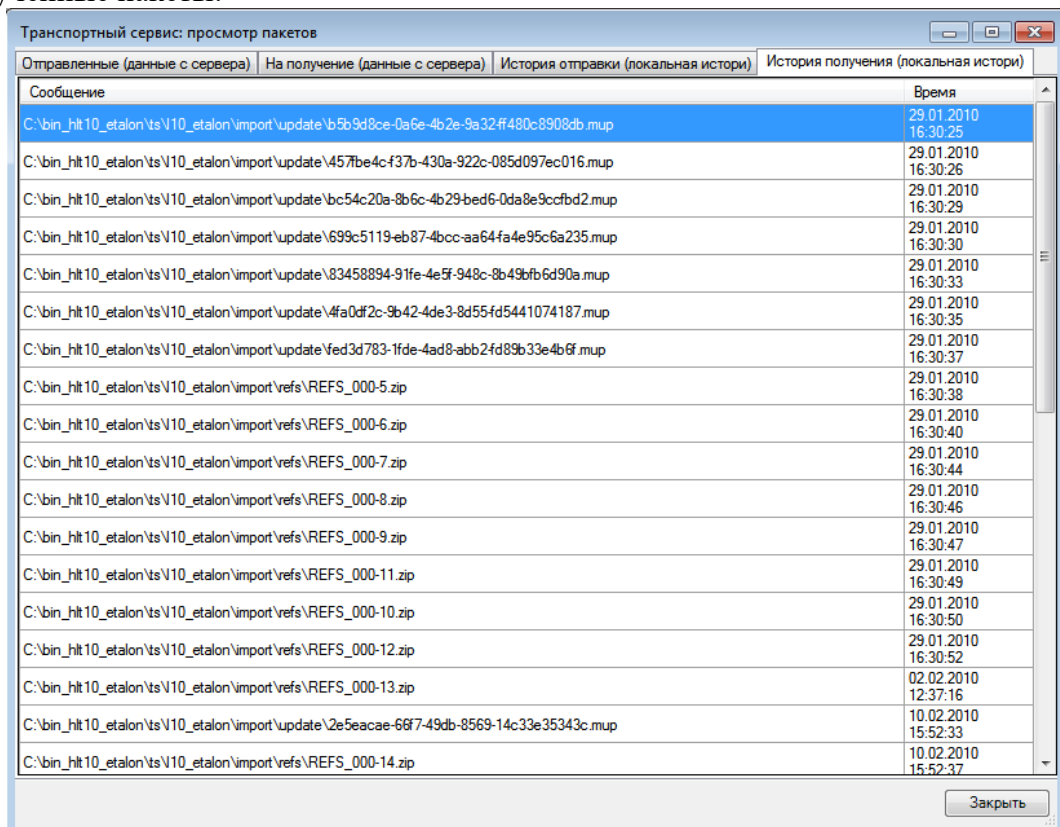 Транспортный сервис: просмотр пакетов
Отправленные (данные с сервера) На получение (данные с сервера) История отправки (локальная истори) История получения (локальная истори)
Сообщение Время
C:\bin_hlt10_etalon\ts\l10_etalon\import\update\b5b9d8ce-0a6e-4b2e-9a32-ff480c8908db.mup 29.01.2010
16:30:25
C:\bin_hlt10_etalon\ts\l10_etalon\import\update\457fbe4c-f37b-430a-922c-085d097ec016.mup 29.01.2010
16:30:26
C:\bin_hlt10_etalon\ts\l10_etalon\import\update\bc54c20a-8b6c-4b29-bed6-0da8e9ccfbd2.mup 29.01.2010
16:30:29
C:\bin_hlt10_etalon\ts\l10_etalon\import\update\699c5119-eb87-4bcc-aa64-fa4e95c6a235.mup 29.01.2010
16:30:30
C:\bin_hlt10_etalon\ts\l10_etalon\import\update\83458894-91fe-4e5f-948c-8b49bfb6d90a.mup 29.01.2010
16:30:33
C:\bin_hlt10_etalon\ts\l10_etalon\import\update\4fa0df2c-9b42-4de3-8d55-fd5441074187.mup 29.01.2010
16:30:35
C:\bin_hlt10_etalon\ts\l10_etalon\import\update\fed3d783-1fde-4ad8-abb2-fd89b33e4b6f.mup 29.01.2010
16:30:37
C:\bin_hlt10_etalon\ts\l10_etalon\import\refs\REFS_000-5.zip 29.01.2010
16:30:38
C:\bin_hlt10_etalon\ts\l10_etalon\import\refs\REFS_000-6.zip 29.01.2010
16:30:40
C:\bin_hlt10_etalon\ts\l10_etalon\import\refs\REFS_000-7.zip 29.01.2010
16:30:44
C:\bin_hlt10_etalon\ts\l10_etalon\import\refs\REFS_000-8.zip 29.01.2010
16:30:46
C:\bin_hlt10_etalon\ts\l10_etalon\import\refs\REFS_000-9.zip 29.01.2010
16:30:47
C:\bin_hlt10_etalon\ts\l10_etalon\import\refs\REFS_000-11.zip 29.01.2010
16:30:49
C:\bin_hlt10_etalon\ts\l10_etalon\import\refs\REFS_000-10.zip 29.01.2010
16:30:50
C:\bin_hlt10_etalon\ts\l10_etalon\import\refs\REFS_000-12.zip 29.01.2010
16:30:52
C:\bin_hlt10_etalon\ts\l10_etalon\import\refs\REFS_000-13.zip 02.02.2010
12:37:16
C:\bin_hlt10_etalon\ts\l10_etalon\import\update\2e5eacae-66f7-49db-8569-14c33e35343c.mup 10.02.2010
15:52:33
C:\bin_hlt10_etalon\ts\l10_etalon\import\refs\REFS_000-14.zip 10.02.2010
15:52:37
Закрыть